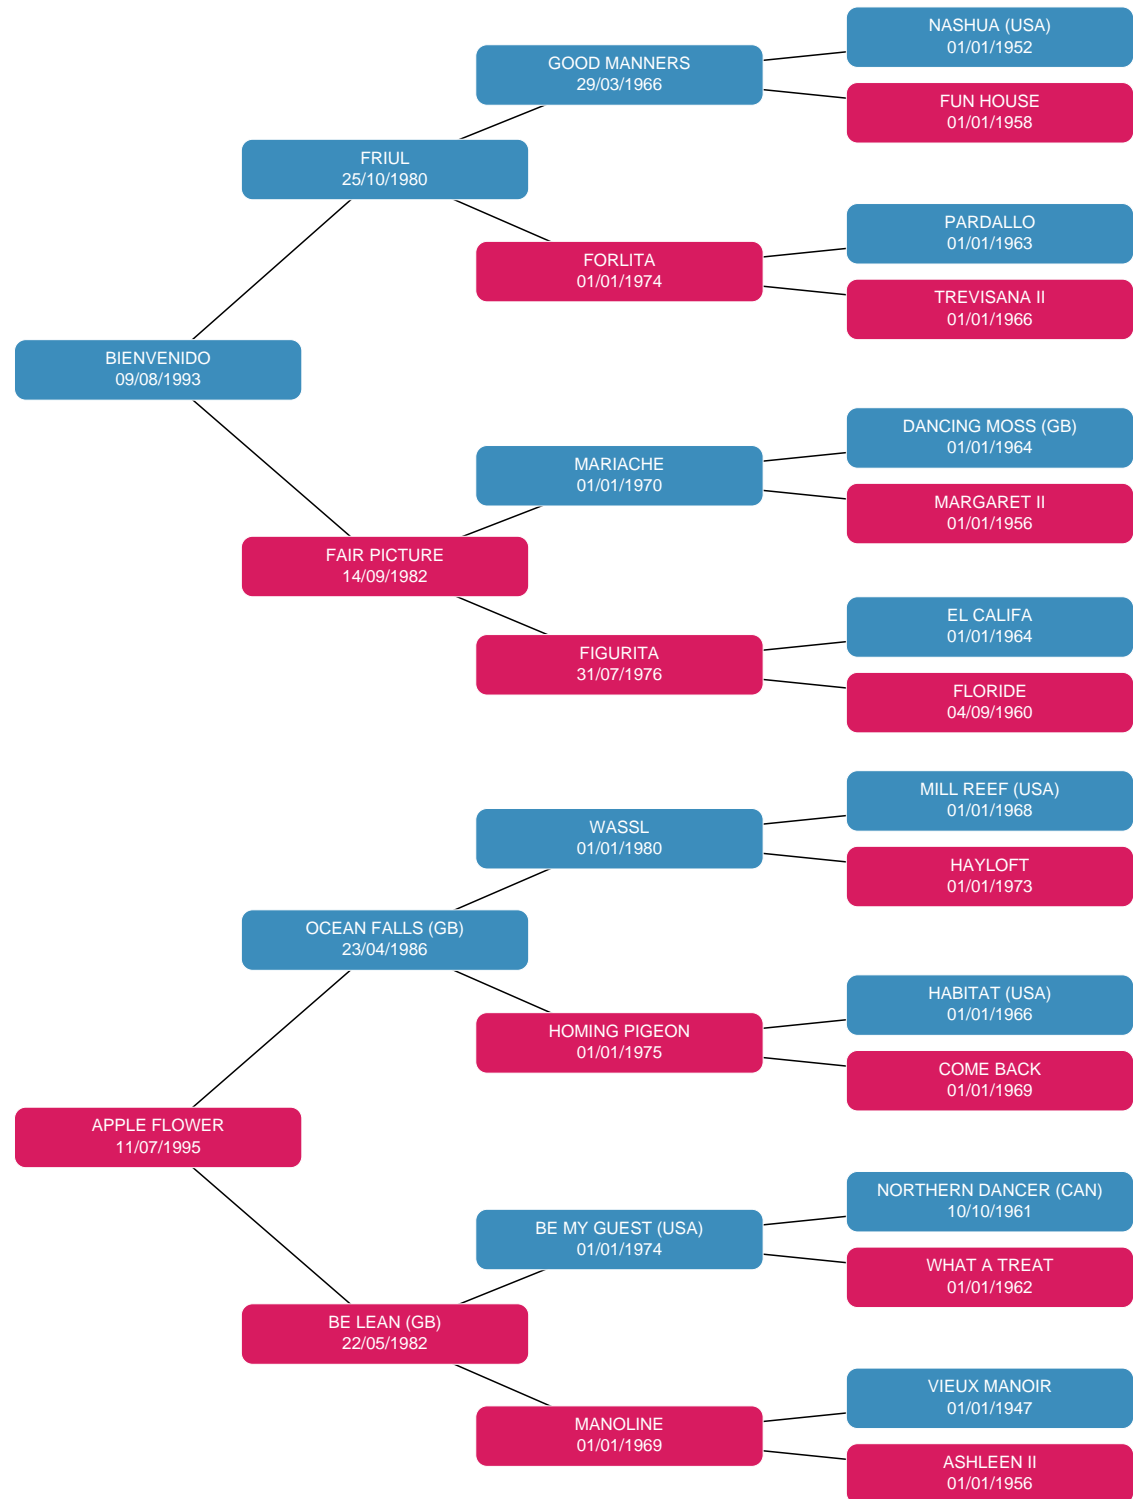 NASHUA (USA)
01/01/1952
GOOD MANNERS
29/03/1966
FUN HOUSE
01/01/1958
FRIUL
25/10/1980
PARDALLO
01/01/1963
FORLITA
01/01/1974
TREVISANA II
01/01/1966
BIENVENIDO
09/08/1993
DANCING MOSS (GB)
01/01/1964
MARIACHE
01/01/1970
MARGARET II
01/01/1956
FAIR PICTURE
14/09/1982
EL CALIFA
01/01/1964
FIGURITA
31/07/1976
FLORIDE
04/09/1960
MILL REEF (USA)
01/01/1968
WASSL
01/01/1980
HAYLOFT
01/01/1973
OCEAN FALLS (GB)
23/04/1986
HABITAT (USA)
01/01/1966
HOMING PIGEON
01/01/1975
COME BACK
01/01/1969
APPLE FLOWER
11/07/1995
NORTHERN DANCER (CAN)
10/10/1961
BE MY GUEST (USA)
01/01/1974
WHAT A TREAT
01/01/1962
BE LEAN (GB)
22/05/1982
VIEUX MANOIR
01/01/1947
MANOLINE
01/01/1969
ASHLEEN II
01/01/1956